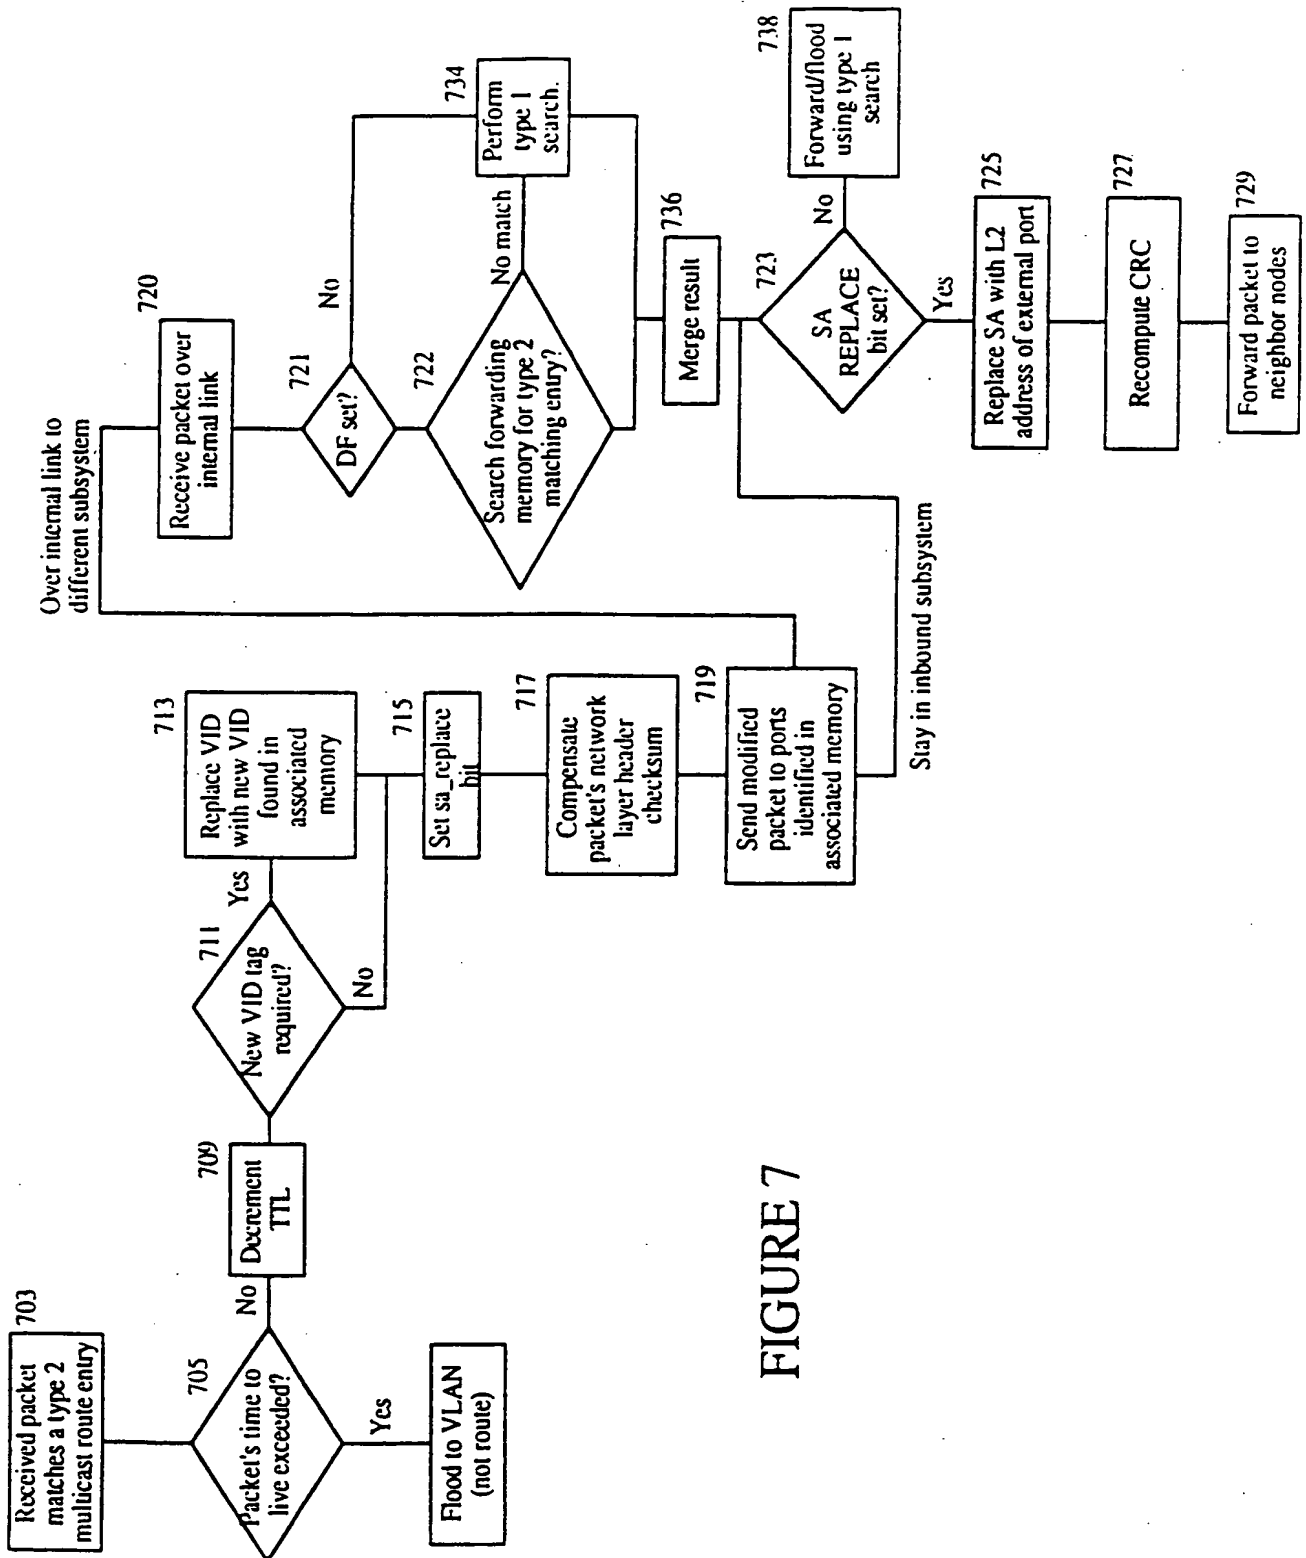 703
Received packet
matches a type 2
multicast route entry
705
Packet's time to
live exceeded?
Yes
Flood to VLAN
(not route)
No
709
Decrement
TTL
711
New VID tag
required?
Yes
No
713
Replace VID
with new VID
found in
associated
memory
715
Set sa_replace
bit
717
Compensate
packet's network
layer header
checksum
719
Send modified
packet to ports
identified in
associated memory
Over internal link to
different subsystem
Stay in inbound subsystem
720
Receive packet over
internal link
721
DF set?
No
722
Search forwarding
memory for type 2
matching entry?
No match
734
Perform
type 1
search.
736
Merge result
723
SA
REPLACE
bit set?
No
738
Forward/flood
using type 1
search
Yes
725
Replace SA with L2
address of external port
727
Recompute CRC
729
Forward packet to
neighbor nodes
FIGURE 7